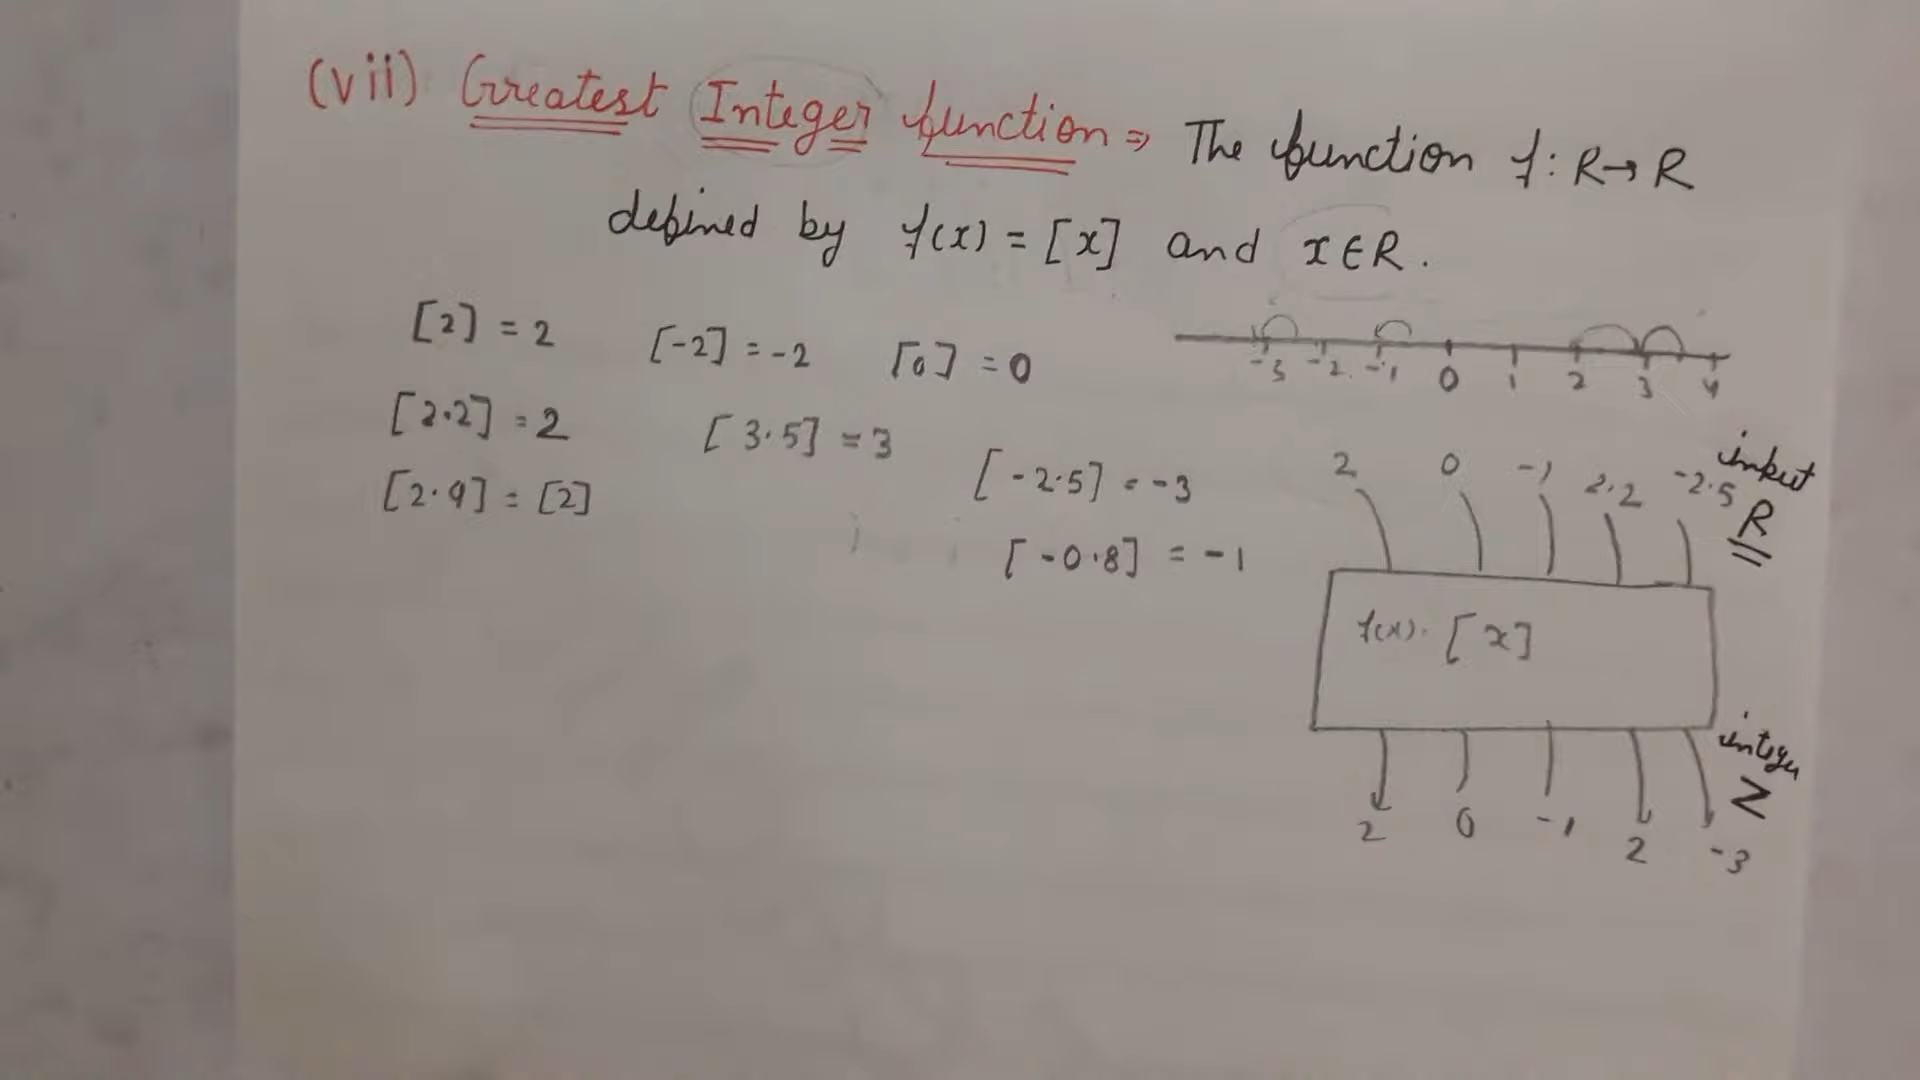 (vii) Greatest Integer function ⇒ The function f: R→R
defined by f(x) = [x] and x∈R.
[2] = 2 [-2] = -2 [0] = 0
-3 -2 -1 0 1 2 3 4
[2.2] = 2 [3.5] = 3
[2.9] = [2] [-2.5] = -3
[-0.8] = -1
2 0 -1 2.2 -2.5 input
R
f(x) = [x]
integer
Z
2 0 -1 2 -3